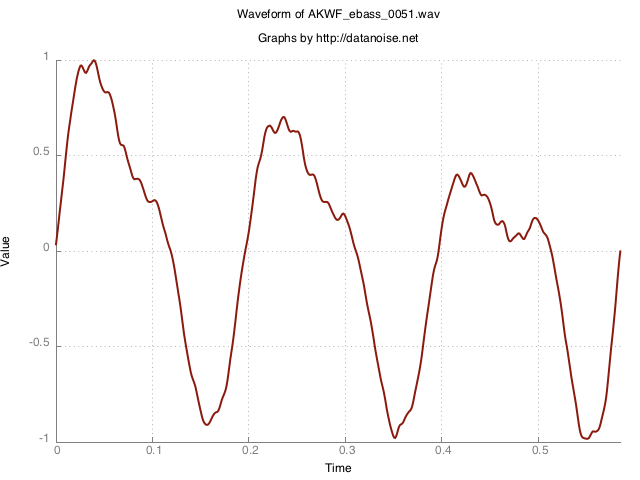 Waveform of AKWF_ebass_0051.wav
Graphs by http://datanoise.net
1
0.5
0
-0.5
-1
Value
0 0.1 0.2 0.3 0.4 0.5
Time